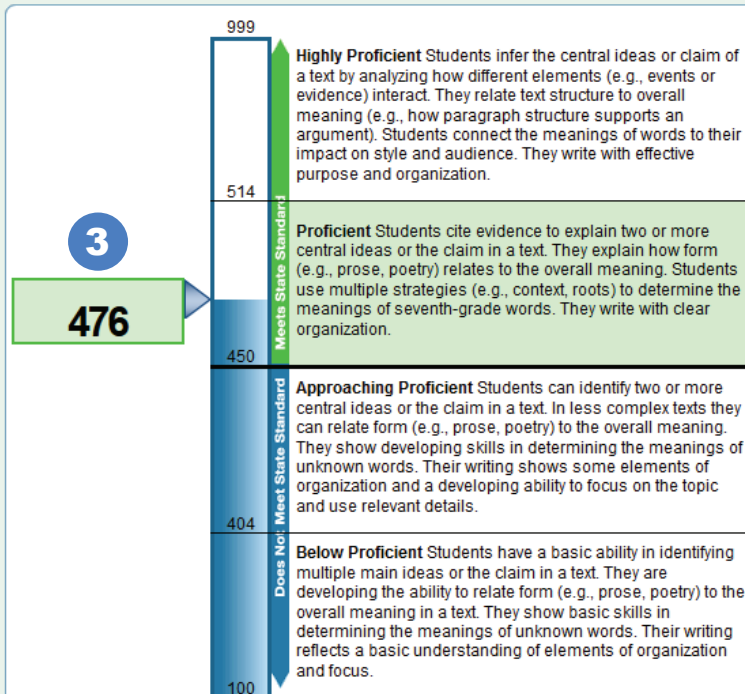 999
Highly Proficient Students infer the central ideas or claim of
a text by analyzing how different elements (e.g., events or
evidence) interact. They relate text structure to overall
meaning (e.g., how paragraph structure supports an
argument). Students connect the meanings of words to their
impact on style and audience. They write with effective
purpose and organization.
514
3
476
Meets State Standard
Proficient Students cite evidence to explain two or more
central ideas or the claim in a text. They explain how form
(e.g., prose, poetry) relates to the overall meaning. Students
use multiple strategies (e.g., context, roots) to determine the
meanings of seventh-grade words. They write with clear
organization.
450
Does Not Meet State Standard
Approaching Proficient Students can identify two or more
central ideas or the claim in a text. In less complex texts they
can relate form (e.g., prose, poetry) to the overall meaning.
They show developing skills in determining the meanings of
unknown words. Their writing shows some elements of
organization and a developing ability to focus on the topic
and use relevant details.
404
Below Proficient Students have a basic ability in identifying
multiple main ideas or the claim in a text. They are
developing the ability to relate form (e.g., prose, poetry) to the
overall meaning in a text. They show basic skills in
determining the meanings of unknown words. Their writing
reflects a basic understanding of elements of organization
and focus.
100